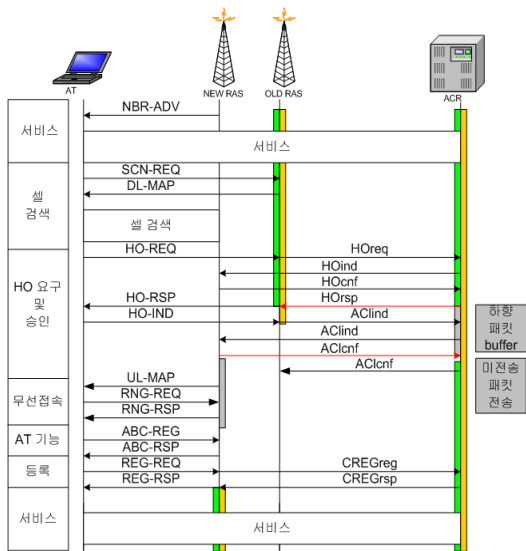 AT
NEW RAS
OLD RAS
ACR
NBR-ADV
서비스
서비스
SCN-REQ
DL-MAP
셀
검색
셀 검색
HO-REQ
HOreq
HOind
HOcnf
HO 요구
및
승인
HO-RSP
HOrsp
HO-IND
ACIind
ACIind
ACIcnf
하향
패킷
buffer
ACIcnf
미전송
패킷
전송
UL-MAP
무선접속
RNG-REQ
RNG-RSP
AT 기능
ABC-REG
ABC-RSP
등록
REG-REQ
CREGreg
REG-RSP
CREGrsp
서비스
서비스